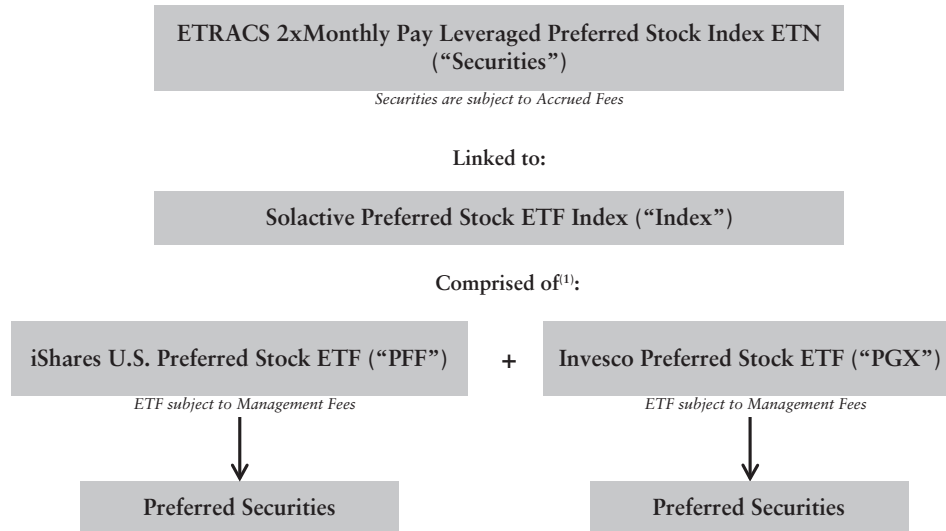 ETRACS 2xMonthly Pay Leveraged Preferred Stock Index ETN
(“Securities”)
Securities are subject to Accrued Fees
Linked to:
Solactive Preferred Stock ETF Index (“Index”)
Comprised of(1):
iShares U.S. Preferred Stock ETF (“PFF”) + Invesco Preferred Stock ETF (“PGX”)
ETF subject to Management Fees ETF subject to Management Fees
Preferred Securities Preferred Securities